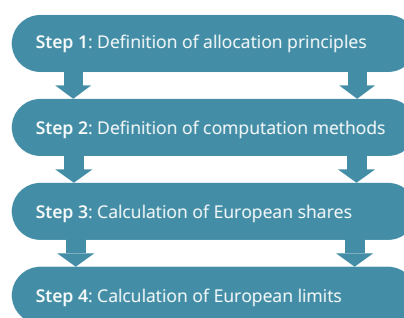 Step 1: Definition of allocation principles
Step 2: Definition of computation methods
Step 3: Calculation of European shares
Step 4: Calculation of European limits